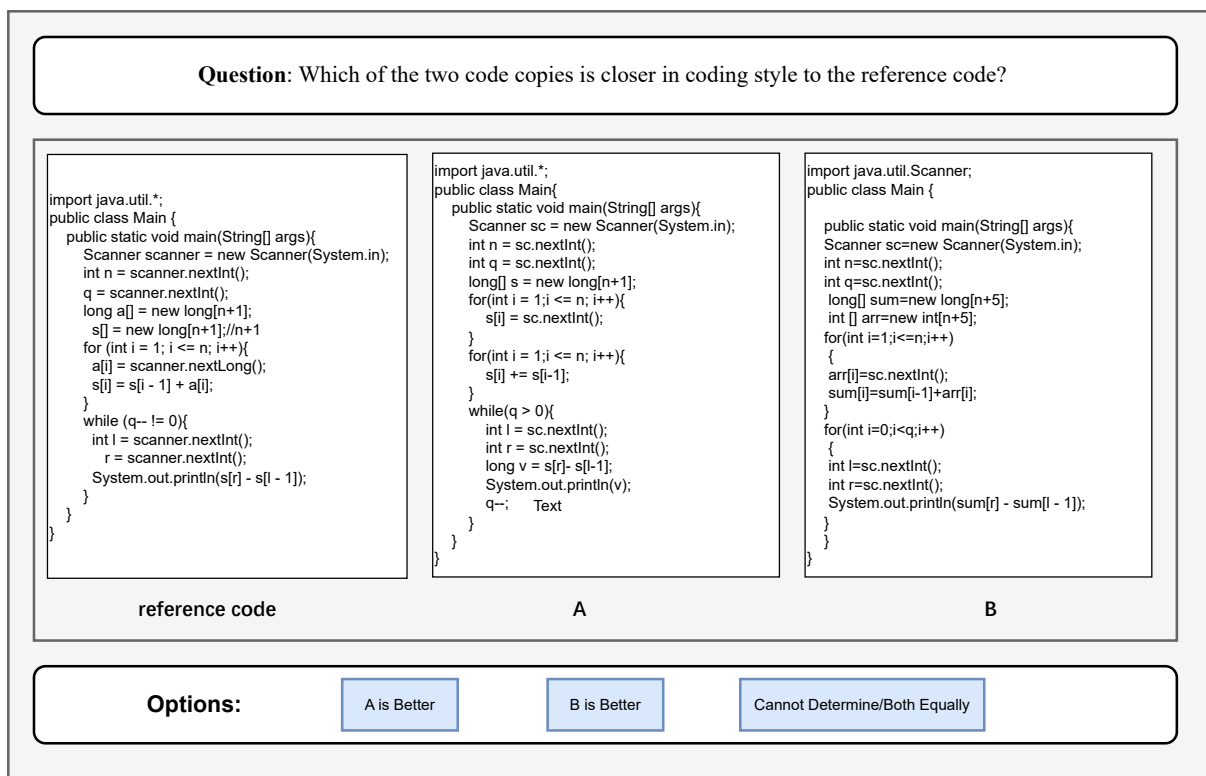 Question: Which of the two code copies is closer in coding style to the reference code?
import java.util.*;
public class Main {
public static void main(String[] args){
Scanner scanner = new Scanner(System.in);
int n = scanner.nextInt();
q = scanner.nextInt();
long a[] = new long[n+1];
s[] = new long[n+1];//n+1
for (int i = 1; i <= n; i++){
a[i] = scanner.nextLong();
s[i] = s[i - 1] + a[i];
}
while (q-- != 0){
int l = scanner.nextInt();
r = scanner.nextInt();
System.out.println(s[r] - s[l - 1]);
}
}
}
reference code
import java.util.*;
public class Main{
public static void main(String[] args){
Scanner sc = new Scanner(System.in);
int n = sc.nextInt();
int q = sc.nextInt();
long[] s = new long[n+1];
for(int i = 1;i <= n; i++){
s[i] = sc.nextInt();
}
for(int i = 1;i <= n; i++){
s[i] += s[i-1];
}
while(q > 0){
int l = sc.nextInt();
int r = sc.nextInt();
long v = s[r]- s[l-1];
System.out.println(v);
q--; Text
}
}
}
A
import java.util.Scanner;
public class Main {
public static void main(String[] args){
Scanner sc=new Scanner(System.in);
int n=sc.nextInt();
int q=sc.nextInt();
long[] sum=new long[n+5];
int [] arr=new int[n+5];
for(int i=1;i<=n;i++)
{
arr[i]=sc.nextInt();
sum[i]=sum[i-1]+arr[i];
}
for(int i=0;i<q;i++)
{
int l=sc.nextInt();
int r=sc.nextInt();
System.out.println(sum[r] - sum[l - 1]);
}
}
}
B
Options:
A is Better
B is Better
Cannot Determine/Both Equally